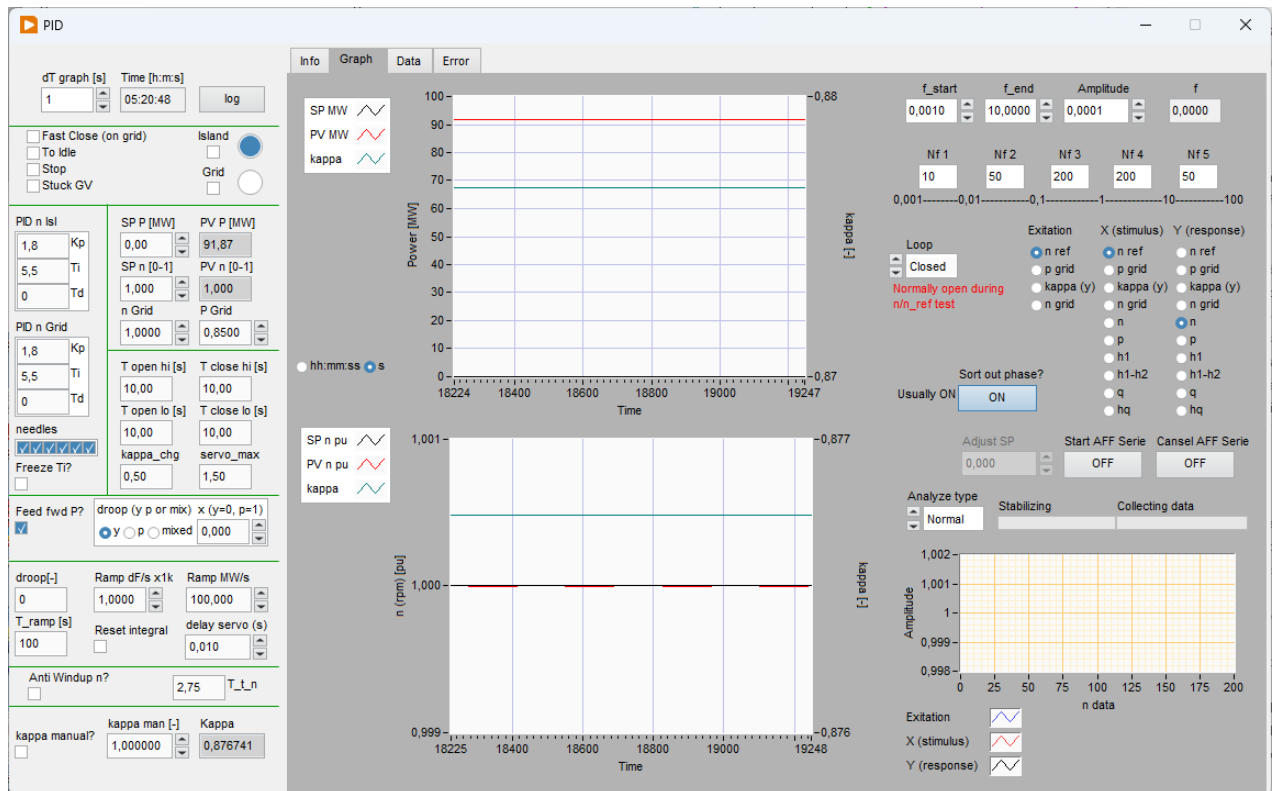 PID
dT graph [s] Time [h:m:s]
1 05:20:48 log
Fast Close (on grid) Island
To Idle
Stop Grid
Stuck GV
PID n Isl
1,8 Kp
5,5 Ti
0 Td
PID n Grid
1,8 Kp
5,5 Ti
0 Td
needles
Freeze Ti?
SP P [MW] PV P [MW]
0,00 91,87
SP n [0-1] PV n [0-1]
1,000 1,000
n Grid P Grid
1,0000 0,8500
T open hi [s] T close hi [s]
10,00 10,00
T open lo [s] T close lo [s]
10,00 10,00
kappa_chg servo_max
0,50 1,50
Feed fwd P? droop (y p or mix) x (y=0, p=1)
y p mixed 0,000
droop[-] Ramp dF/s x1k Ramp MW/s
0 1,0000 100,000
T_ramp [s] Reset integral delay servo (s)
100 0,010
Anti Windup n?
2,75 T_t_n
kappa manual? kappa man [-] Kappa
1,000000 0,876741
Info Graph Data Error
SP MW
PV MW
kappa
hh:mm:ss s
Power [MW]
100
90
80
70
60
50
40
30
20
10
0
0,88
0,87
kappa [-]
18224 18400 18600 18800 19000 19247
Time
SP n pu
PV n pu
kappa
n (rpm) [pu]
1,001
1,000
0,999
0,877
0,876
kappa [-]
18225 18400 18600 18800 19000 19248
Time
f_start f_end Amplitude f
0,0010 10,0000 0,0001 0,0000
Nf 1 Nf 2 Nf 3 Nf 4 Nf 5
10 50 200 200 50
0,001--------0,01-----------0,1-----------1-----------10-----------100
Loop
Closed
Normally open during
n/n_ref test
Exitation
n ref
p grid
kappa (y)
n grid
X (stimulus)
n ref
p grid
kappa (y)
n grid
n
p
h1
h1-h2
q
hq
Y (response)
n ref
p grid
kappa (y)
n grid
n
p
h1
h1-h2
q
hq
Sort out phase?
Usually ON ON
Adjust SP Start AFF Serie Cansel AFF Serie
0,000 OFF OFF
Analyze type Stabilizing Collecting data
Normal
Amplitude
1,002
1,001
1
0,999
0,998
0 25 50 75 100 125 150 175 200
n data
Exitation
X (stimulus)
Y (response)